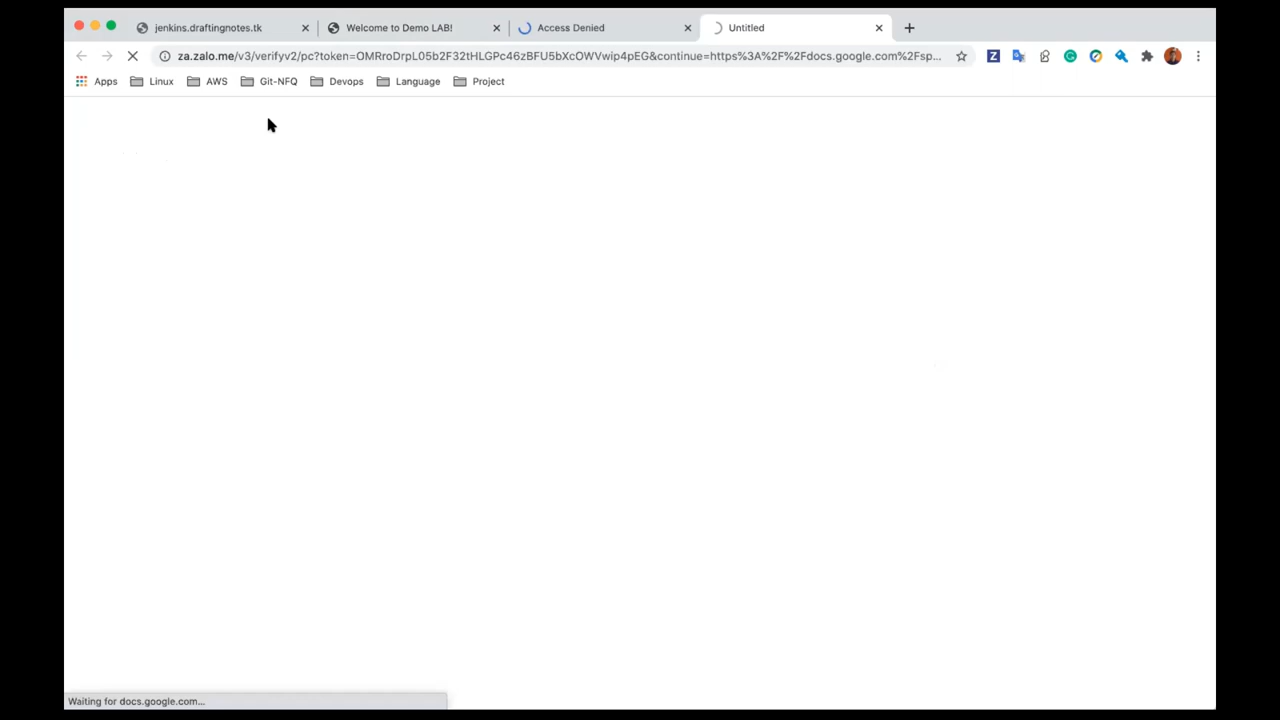 jenkins.draftingnotes.tk
Welcome to Demo LAB!
Access Denied
Untitled
za.zalo.me/v3/verifyv2/pc?token=OMRroDrpL05b2F32tHLGPc46zBFU5bXcOWVwip4pEG&continue=https%3A%2F%2Fdocs.google.com%2Fsp...
Apps Linux AWS Git-NFQ Devops Language Project
Waiting for docs.google.com...